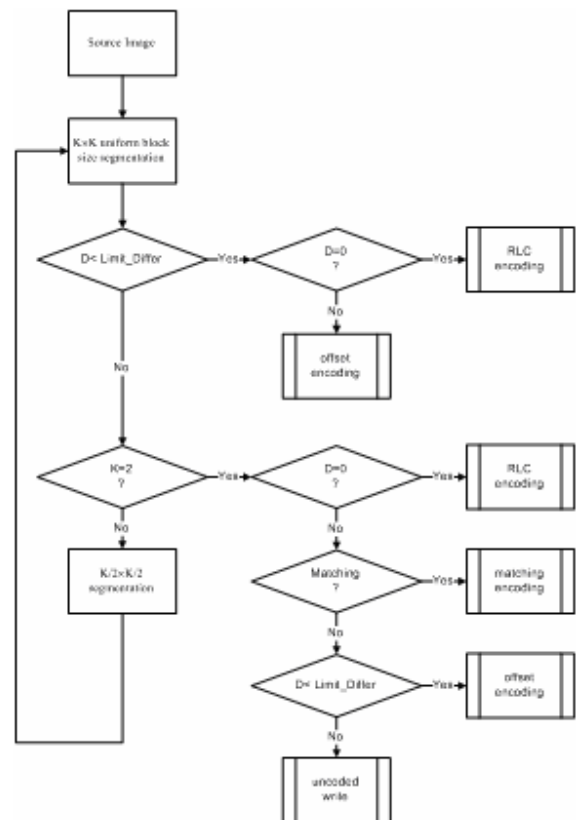 Source Image
K×K uniform block
size segmentation
D< Limit_Differ
Yes
D=0
?
Yes
RLC
encoding
No
offset
encoding
No
K=2
?
Yes
D=0
?
Yes
RLC
encoding
No
No
K/2×K/2
segmentation
Matching
?
Yes
matching
encoding
No
D< Limit_Differ
Yes
offset
encoding
No
uncoded
write